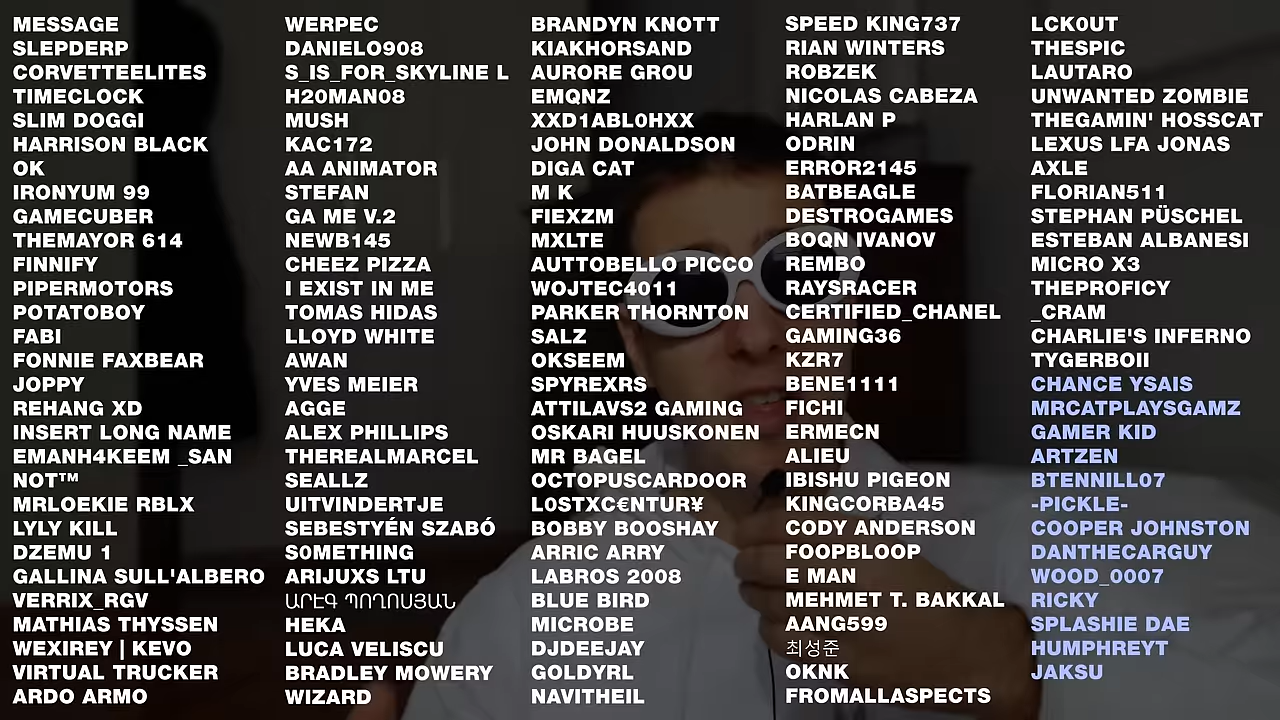 MESSAGE
SLEPDERP
CORVETTEELITES
TIMECLOCK
SLIM DOGGI
HARRISON BLACK
OK
IRONYUM 99
GAMECUBER
THEMAYOR 614
FINNIFY
PIPERMOTORS
POTATOBOY
FABI
FONNIE FAXBEAR
JOPPY
REHANG XD
INSERT LONG NAME
EMANH4KEEM _SAN
NOT™
MRLOEKIE RBLX
LYLY KILL
DZEMU 1
GALLINA SULL'ALBERO
VERRIX_RGV
MATHIAS THYSSEN
WEXIREY | KEVO
VIRTUAL TRUCKER
ARDO ARMO
WERPEC
DANIELO908
S_IS_FOR_SKYLINE L
H20MAN08
MUSH
KAC172
AA ANIMATOR
STEFAN
GA ME V.2
NEWB145
CHEEZ PIZZA
I EXIST IN ME
TOMAS HIDAS
LLOYD WHITE
AWAN
YVES MEIER
AGGE
ALEX PHILLIPS
THEREALMARCEL
SEALLZ
UITVINDERTJE
SEBESTYÉN SZABÓ
S0METHING
ARIJUXS LTU
ԱՐԷԳ ՊՈՂՈՍՅԱՆ
HEKA
LUCA VELISCU
BRADLEY MOWERY
WIZARD
BRANDYN KNOTT
KIAKHORSAND
AURORE GROU
EMQNZ
XXD1ABL0HXX
JOHN DONALDSON
DIGA CAT
M K
FIEXZM
MXLTE
AUTTOBELLO PICCO
WOJTEC4011
PARKER THORNTON
SALZ
OKSEEM
SPYREXRS
ATTILAVS2 GAMING
OSKARI HUUSKONEN
MR BAGEL
OCTOPUSCARDOOR
L0STXC€NTUR¥
BOBBY BOOSHAY
ARRIC ARRY
LABROS 2008
BLUE BIRD
MICROBE
DJDEEJAY
GOLDYRL
NAVITHEIL
SPEED KING737
RIAN WINTERS
ROBZEK
NICOLAS CABEZA
HARLAN P
ODRIN
ERROR2145
BATBEAGLE
DESTROGAMES
BOQN IVANOV
REMBO
RAYSRACER
CERTIFIED_CHANEL
GAMING36
KZR7
BENE1111
FICHI
ERMECN
ALIEU
IBISHU PIGEON
KINGCORBA45
CODY ANDERSON
FOOPBLOOP
E MAN
MEHMET T. BAKKAL
AANG599
최성준
OKNK
FROMALLASPECTS
LCK0UT
THESPIC
LAUTARO
UNWANTED ZOMBIE
THEGAMIN' HOSSCAT
LEXUS LFA JONAS
AXLE
FLORIAN511
STEPHAN PÜSCHEL
ESTEBAN ALBANESI
MICRO X3
THEPROFICY
_CRAM
CHARLIE'S INFERNO
TYGERBOII
CHANCE YSAIS
MRCATPLAYSGAMZ
GAMER KID
ARTZEN
BTENNILL07
-PICKLE-
COOPER JOHNSTON
DANTHECARGUY
WOOD_0007
RICKY
SPLASHIE DAE
HUMPHREYT
JAKSU